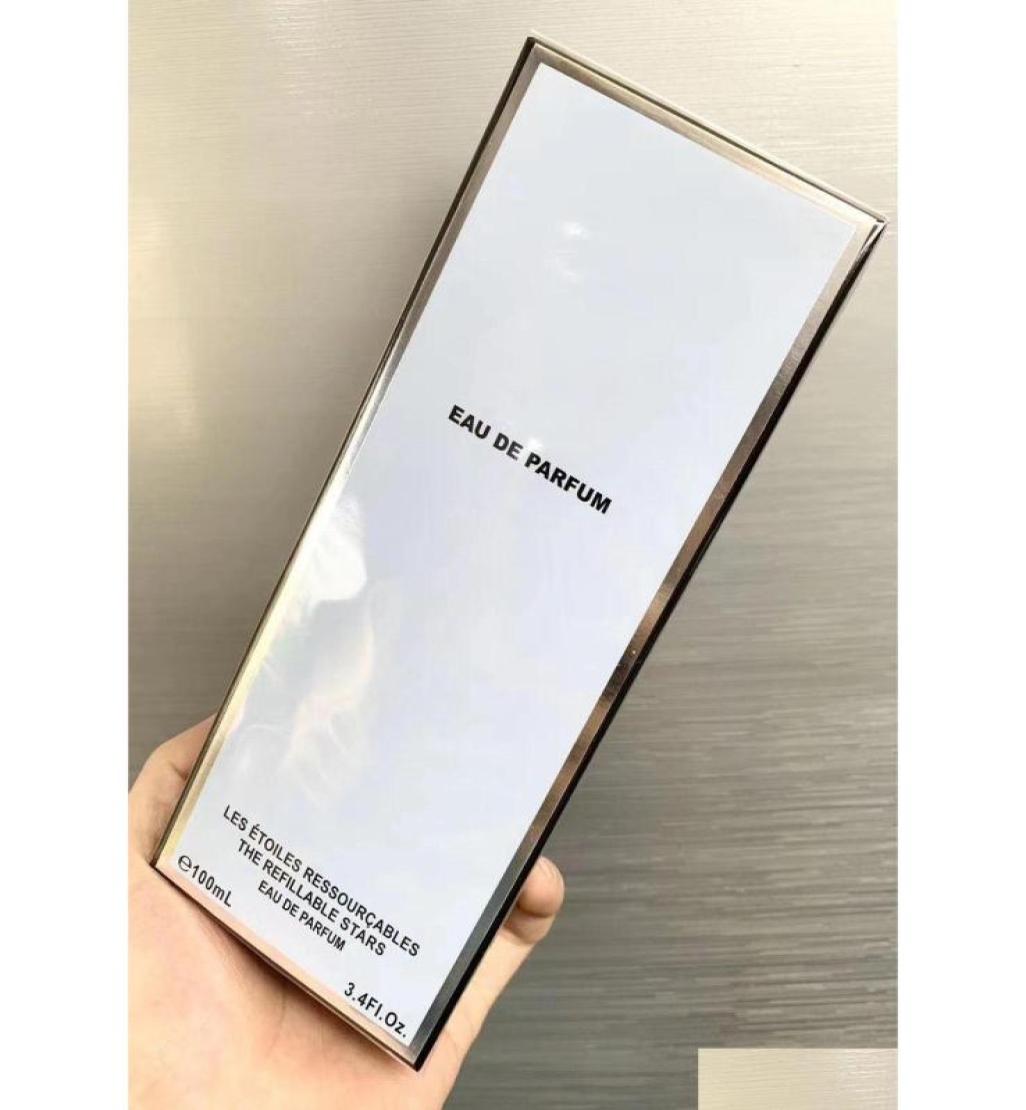 EAU DE PARFUM
LES ÉTOILES RESSOURÇABLES
THE REFILLABLE STARS
EAU DE PARFUM
℮100mL
3.4Fl.Oz.